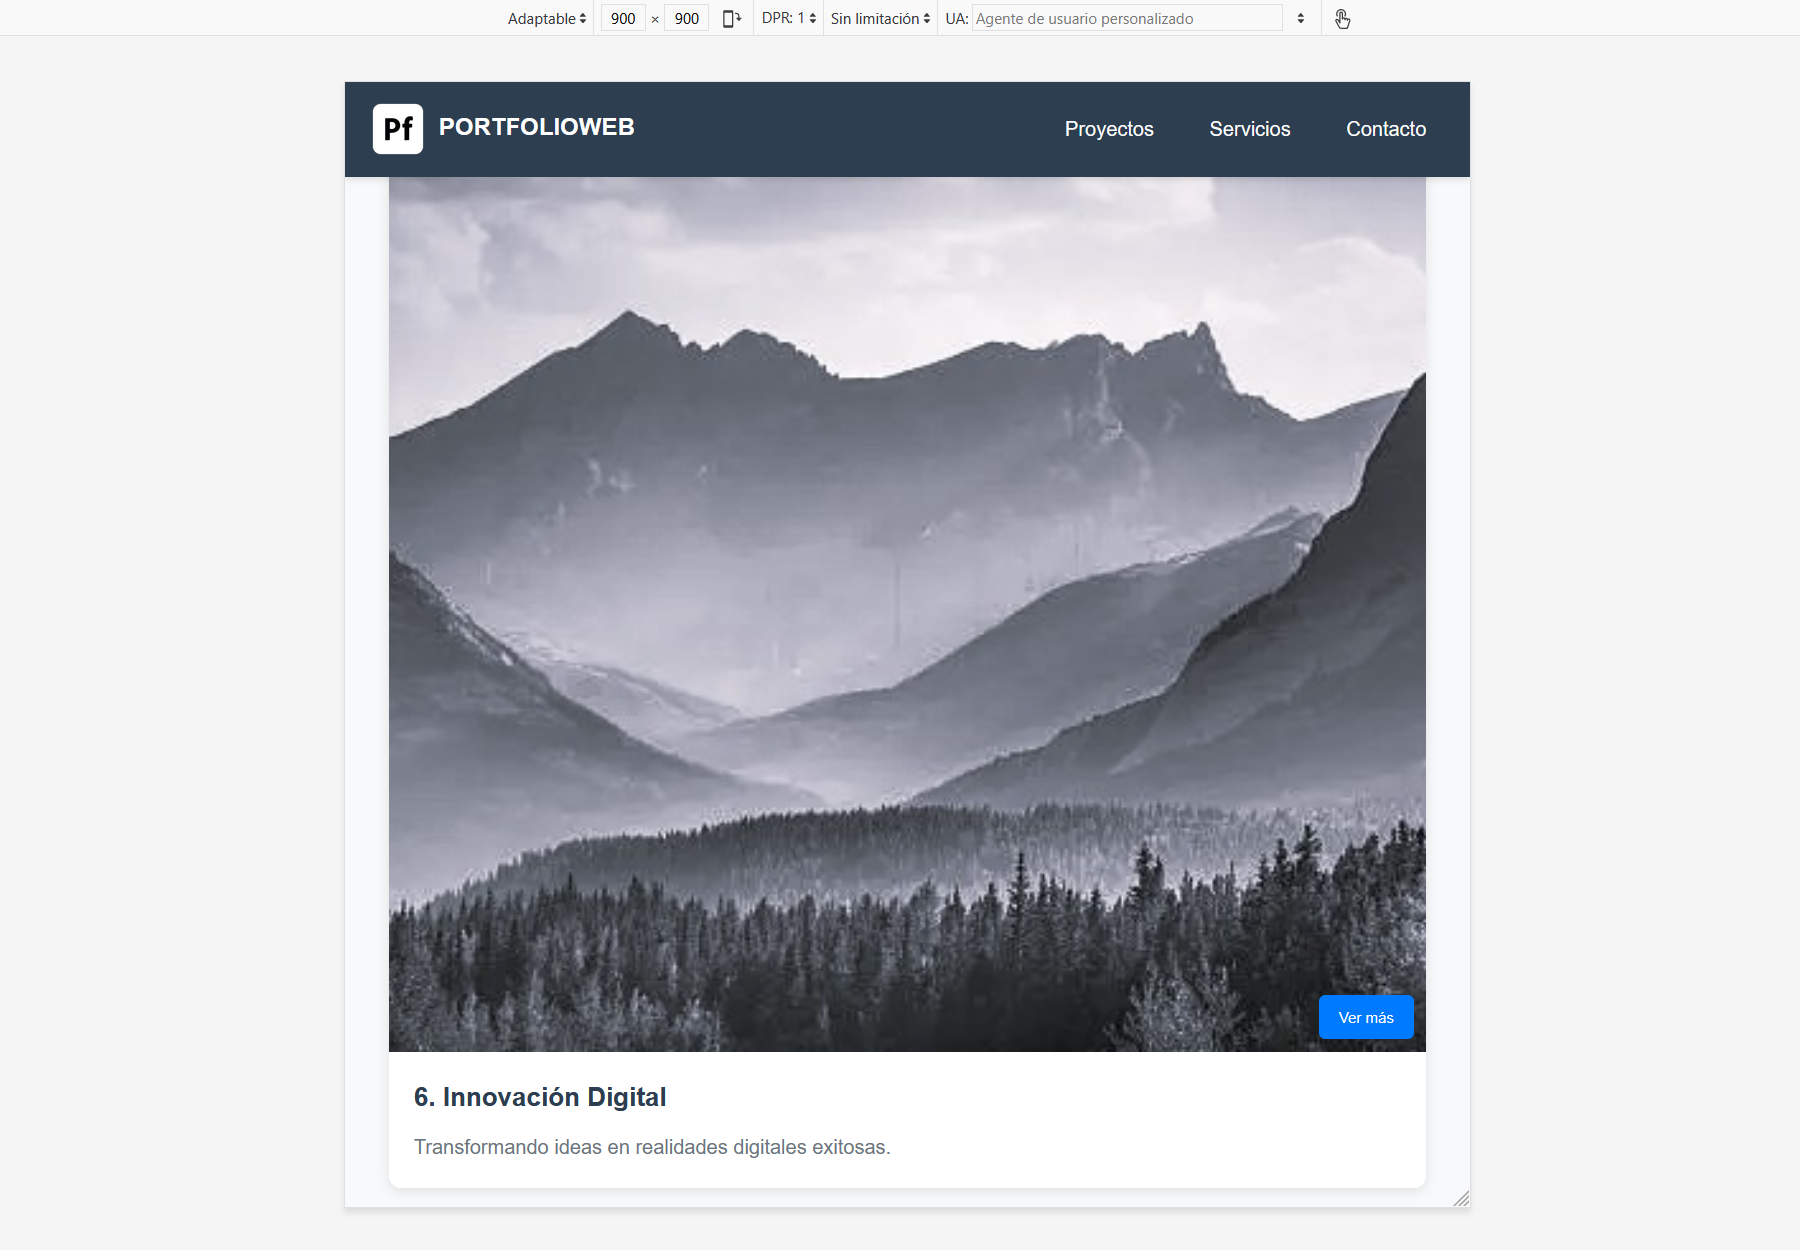 Adaptable 900 × 900 DPR: 1 Sin limitación UA: Agente de usuario personalizado
Pf PORTFOLIOWEB Proyectos Servicios Contacto
Ver más
6. Innovación Digital
Transformando ideas en realidades digitales exitosas.